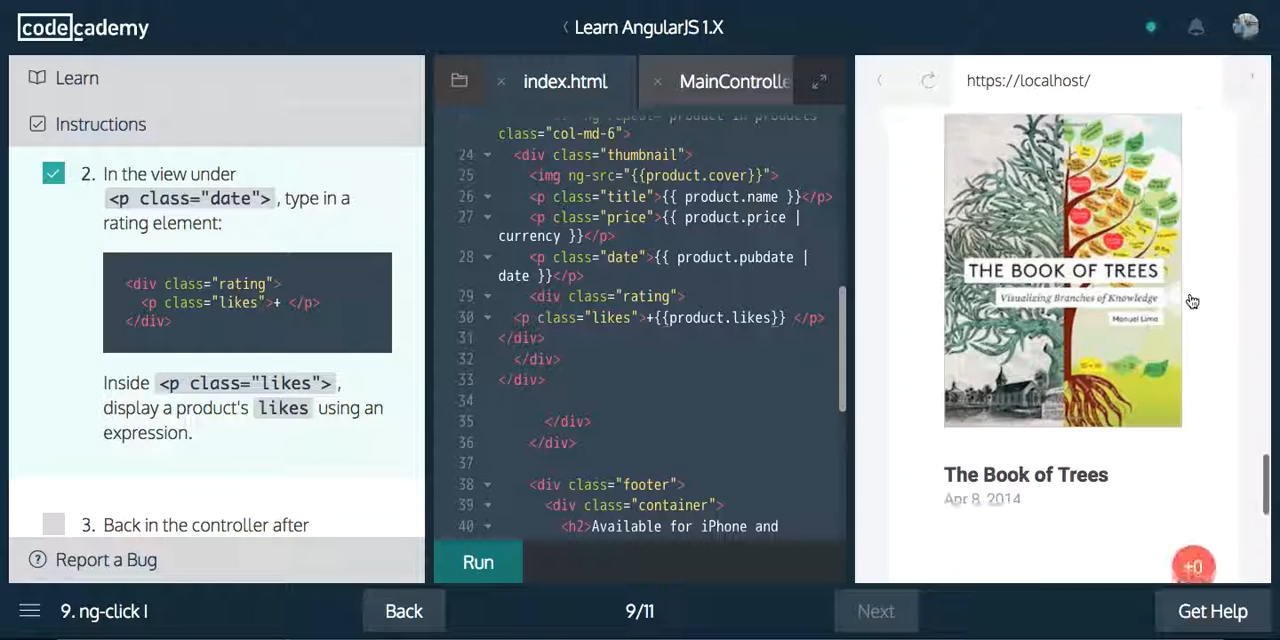 codecademy
Learn AngularJS 1.X
Learn
Instructions
2. In the view under
<p class="date">, type in a
rating element:
<div class="rating">
<p class="likes">+ </p>
</div>
Inside <p class="likes">,
display a product's likes using an
expression.
3. Back in the controller after
Report a Bug
index.html
MainControlle
class="col-md-6">
24 <div class="thumbnail">
25 <img ng-src="{{product.cover}}">
26 <p class="title">{{ product.name }}</p>
27 <p class="price">{{ product.price |
currency }}</p>
28 <p class="date">{{ product.pubdate |
date }}</p>
29 <div class="rating">
30 <p class="likes">+{{product.likes}} </p>
31 </div>
32 </div>
33 </div>
34
35 </div>
36 </div>
37
38 <div class="footer">
39 <div class="container">
40 <h2>Available for iPhone and
Run
https://localhost/
THE BOOK OF TREES
Visualizing Branches of Knowledge
Manuel Lima
The Book of Trees
Apr 8, 2014
+0
9. ng-click I
Back
9/11
Next
Get Help